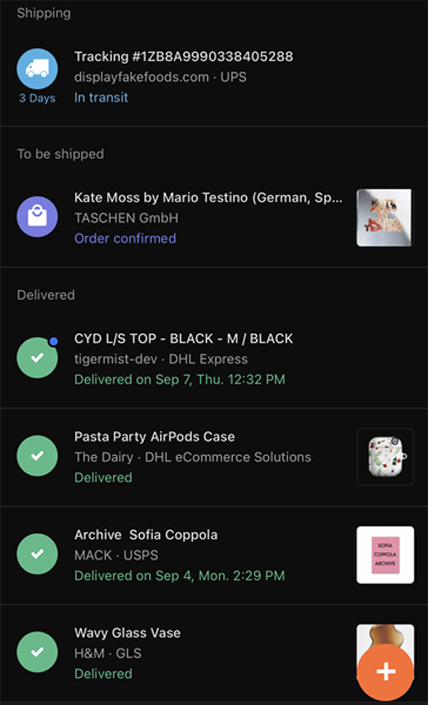 Shipping
Tracking #1ZB8A9990338405288
displayfakefoods.com · UPS
3 Days
In transit
To be shipped
Kate Moss by Mario Testino (German, Sp...
TASCHEN GmbH
Order confirmed
Delivered
CYD L/S TOP - BLACK - M / BLACK
tigermist-dev · DHL Express
Delivered on Sep 7, Thu. 12:32 PM
Pasta Party AirPods Case
The Dairy · DHL eCommerce Solutions
Delivered
Archive  Sofia Coppola
MACK · USPS
Delivered on Sep 4, Mon. 2:29 PM
SOFIA
COPPOLA
ARCHIVE
Wavy Glass Vase
H&M · GLS
Delivered